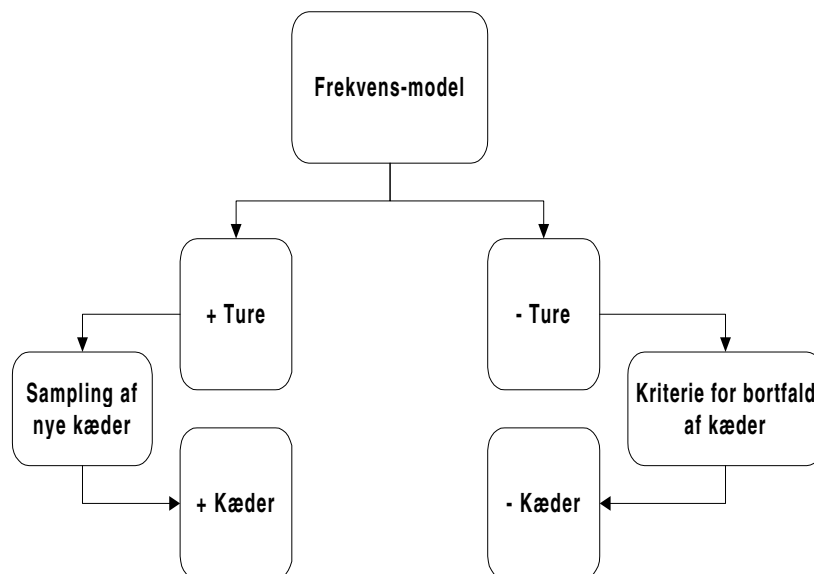 Frekvens-model
+ Ture
- Ture
Sampling af
nye kæder
Kriterie for bortfald
af kæder
+ Kæder
- Kæder